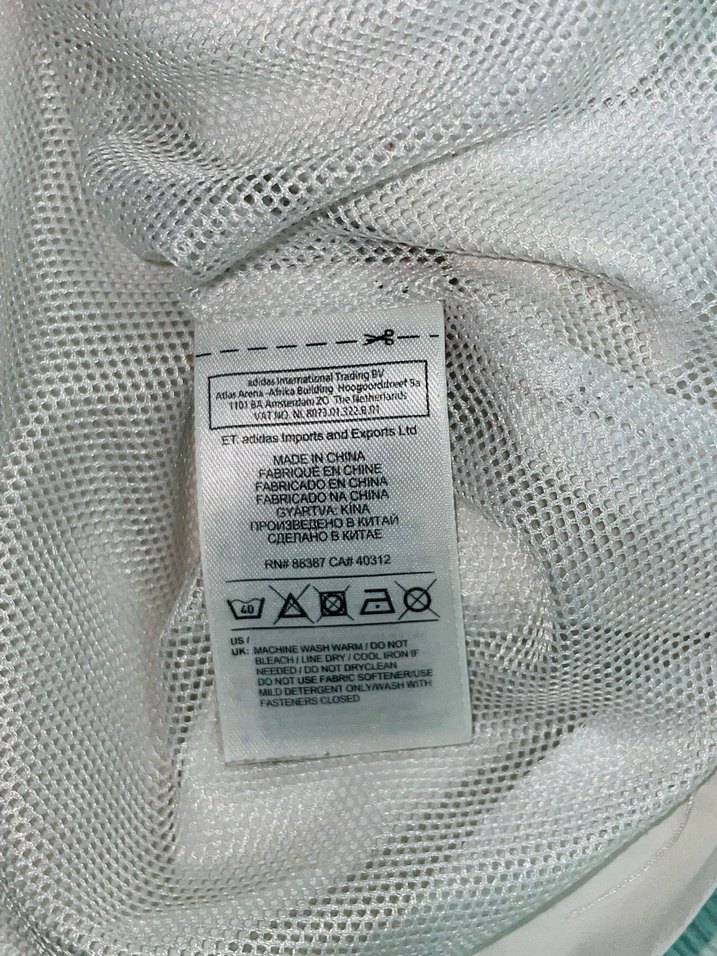 adidas International Trading BV
Atlas Arena -Afrika Building Hoogoorddreef 5a
1101 BA Amsterdam ZO The Netherlands
VAT NO. NL 8073.01.322.B.01
ET. adidas Imports and Exports Ltd
MADE IN CHINA
FABRIQUÉ EN CHINE
FABRICADO EN CHINA
FABRICADO NA CHINA
GYÁRTVA: KÍNA
ПРОИЗВЕДЕНО В КИТАЙ
СДЕЛАНО В КИТАЕ
RN# 88387 CA# 40312
40
US /
UK: MACHINE WASH WARM / DO NOT
BLEACH / LINE DRY / COOL IRON IF
NEEDED / DO NOT DRYCLEAN
DO NOT USE FABRIC SOFTENER/USE
MILD DETERGENT ONLY/WASH WITH
FASTENERS CLOSED